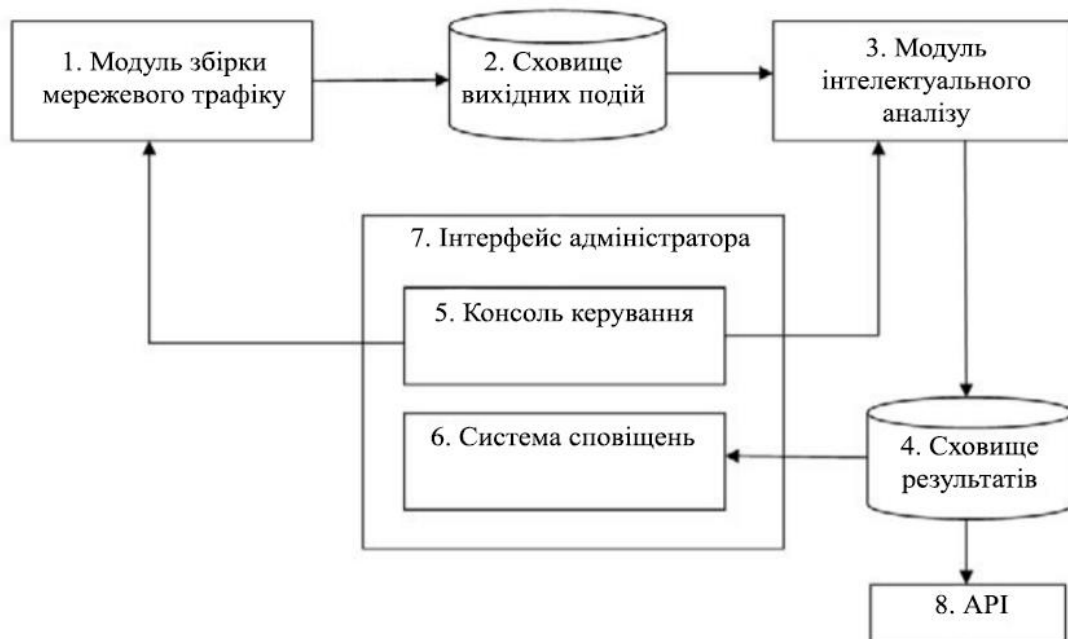 1. Модуль збірки
мережевого трафіку
2. Сховище
вихідних подій
3. Модуль
інтелектуального
аналізу
7. Інтерфейс адміністратора
5. Консоль керування
6. Система сповіщень
4. Сховище
результатів
8. API